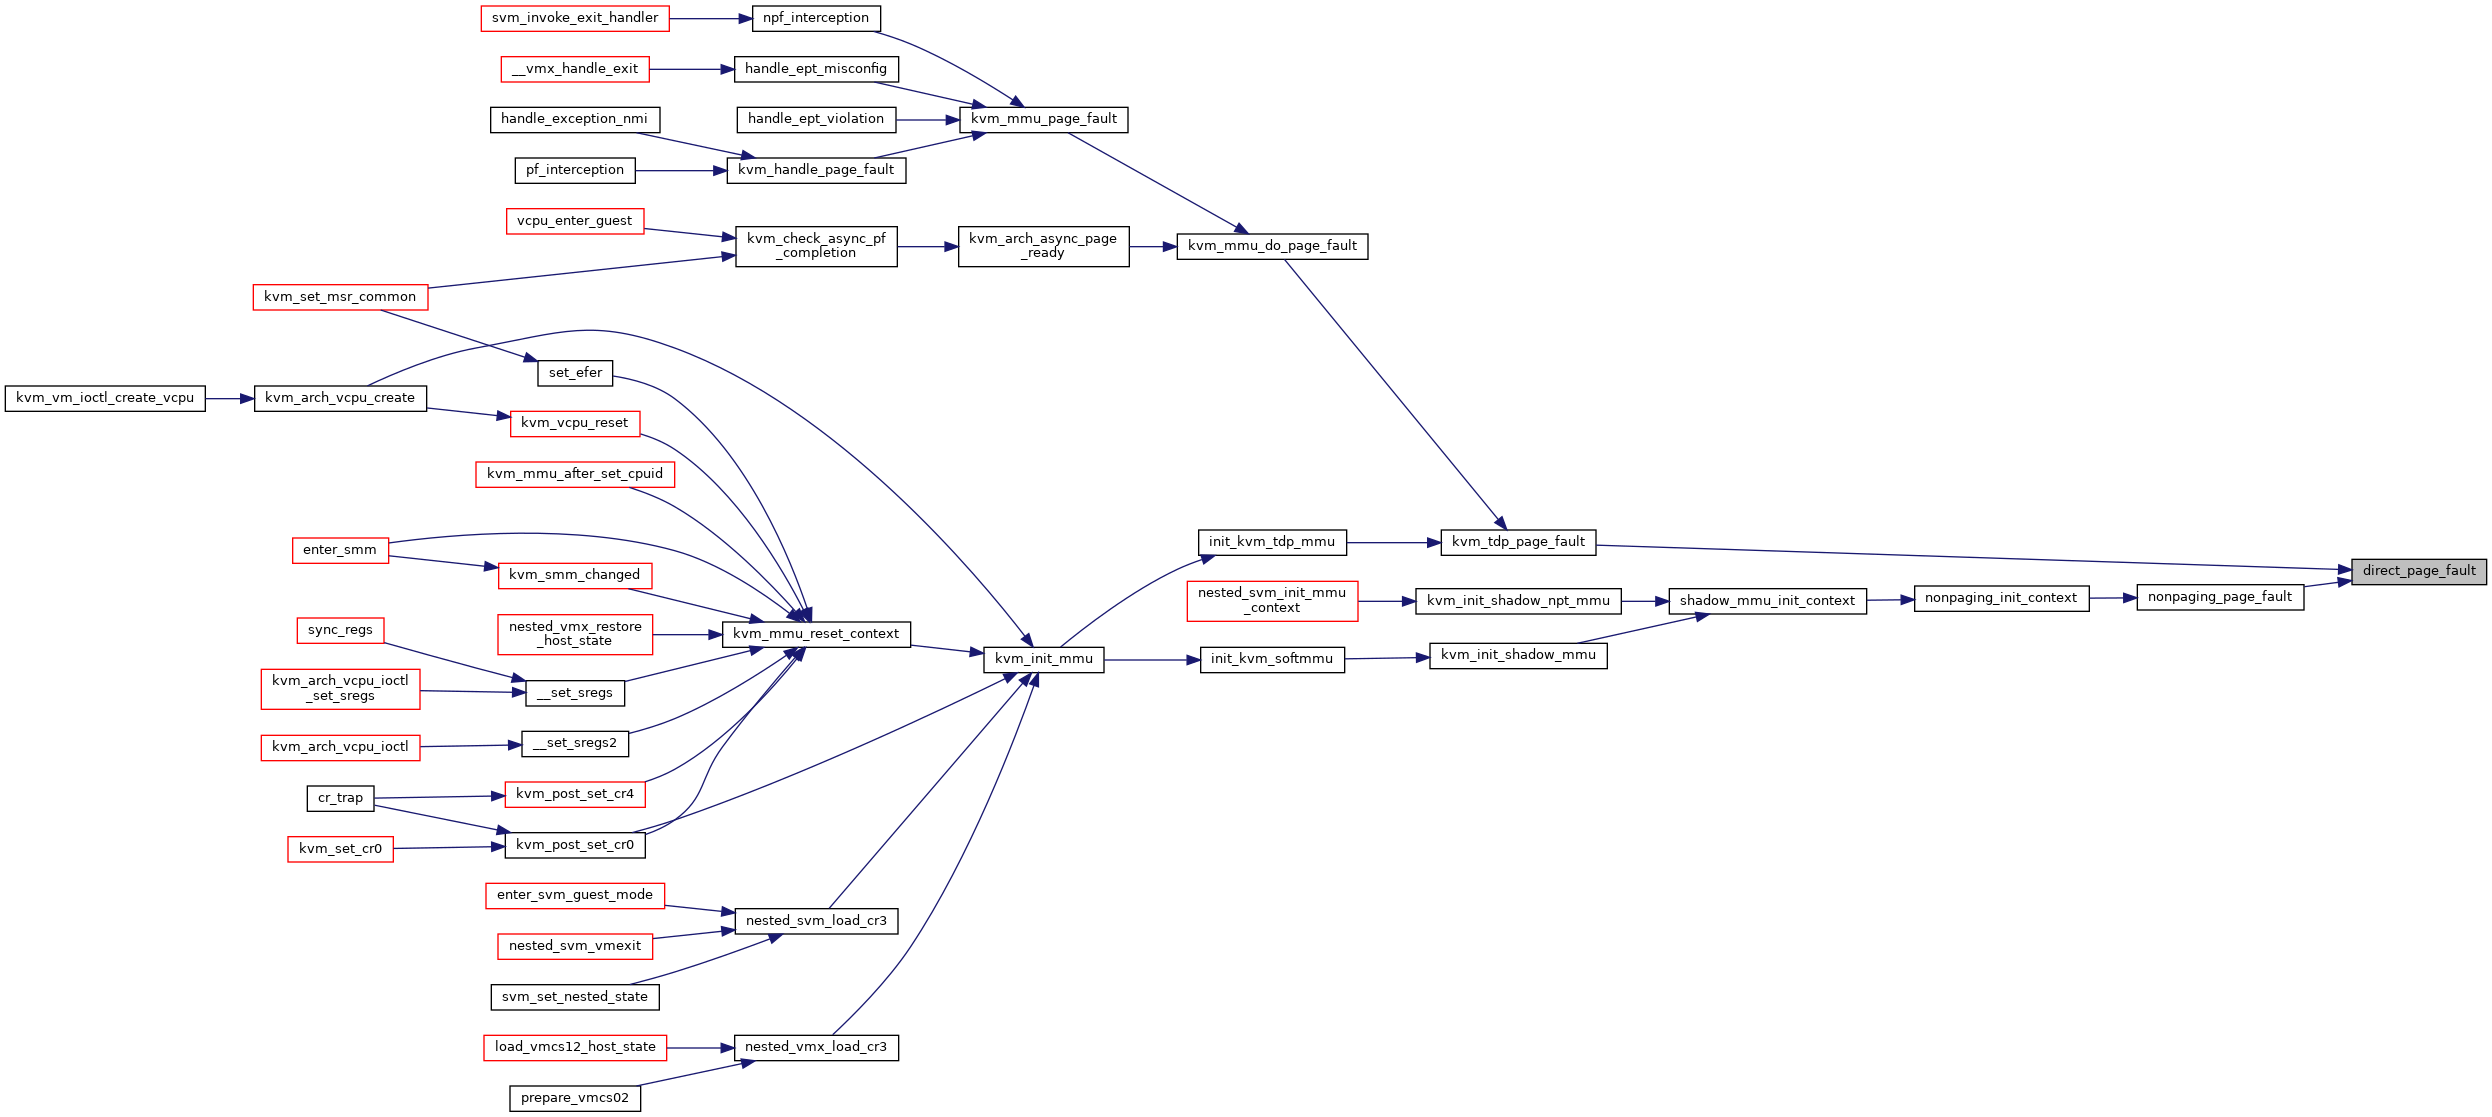 svm_invoke_exit_handler
npf_interception
__vmx_handle_exit
handle_ept_misconfig
handle_exception_nmi
handle_ept_violation
kvm_mmu_page_fault
pf_interception
kvm_handle_page_fault
vcpu_enter_guest
kvm_check_async_pf
_completion
kvm_arch_async_page
_ready
kvm_mmu_do_page_fault
kvm_set_msr_common
set_efer
kvm_vm_ioctl_create_vcpu
kvm_arch_vcpu_create
kvm_vcpu_reset
kvm_mmu_after_set_cpuid
enter_smm
kvm_smm_changed
init_kvm_tdp_mmu
kvm_tdp_page_fault
direct_page_fault
nested_svm_init_mmu
_context
kvm_init_shadow_npt_mmu
shadow_mmu_init_context
nonpaging_init_context
nonpaging_page_fault
sync_regs
nested_vmx_restore
_host_state
kvm_mmu_reset_context
kvm_init_mmu
init_kvm_softmmu
kvm_init_shadow_mmu
kvm_arch_vcpu_ioctl
_set_sregs
__set_sregs
kvm_arch_vcpu_ioctl
__set_sregs2
cr_trap
kvm_post_set_cr4
kvm_set_cr0
kvm_post_set_cr0
enter_svm_guest_mode
nested_svm_load_cr3
nested_svm_vmexit
svm_set_nested_state
load_vmcs12_host_state
nested_vmx_load_cr3
prepare_vmcs02